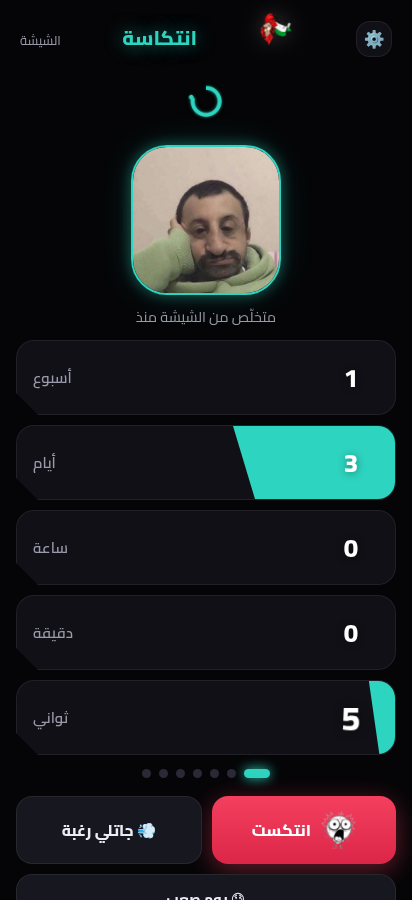 انتكاسة
الشيشة
متخلّص من الشيشة منذ
1 أسبوع
3 أيام
0 ساعة
0 دقيقة
5 ثواني
انتكست
جاتلي رغبة